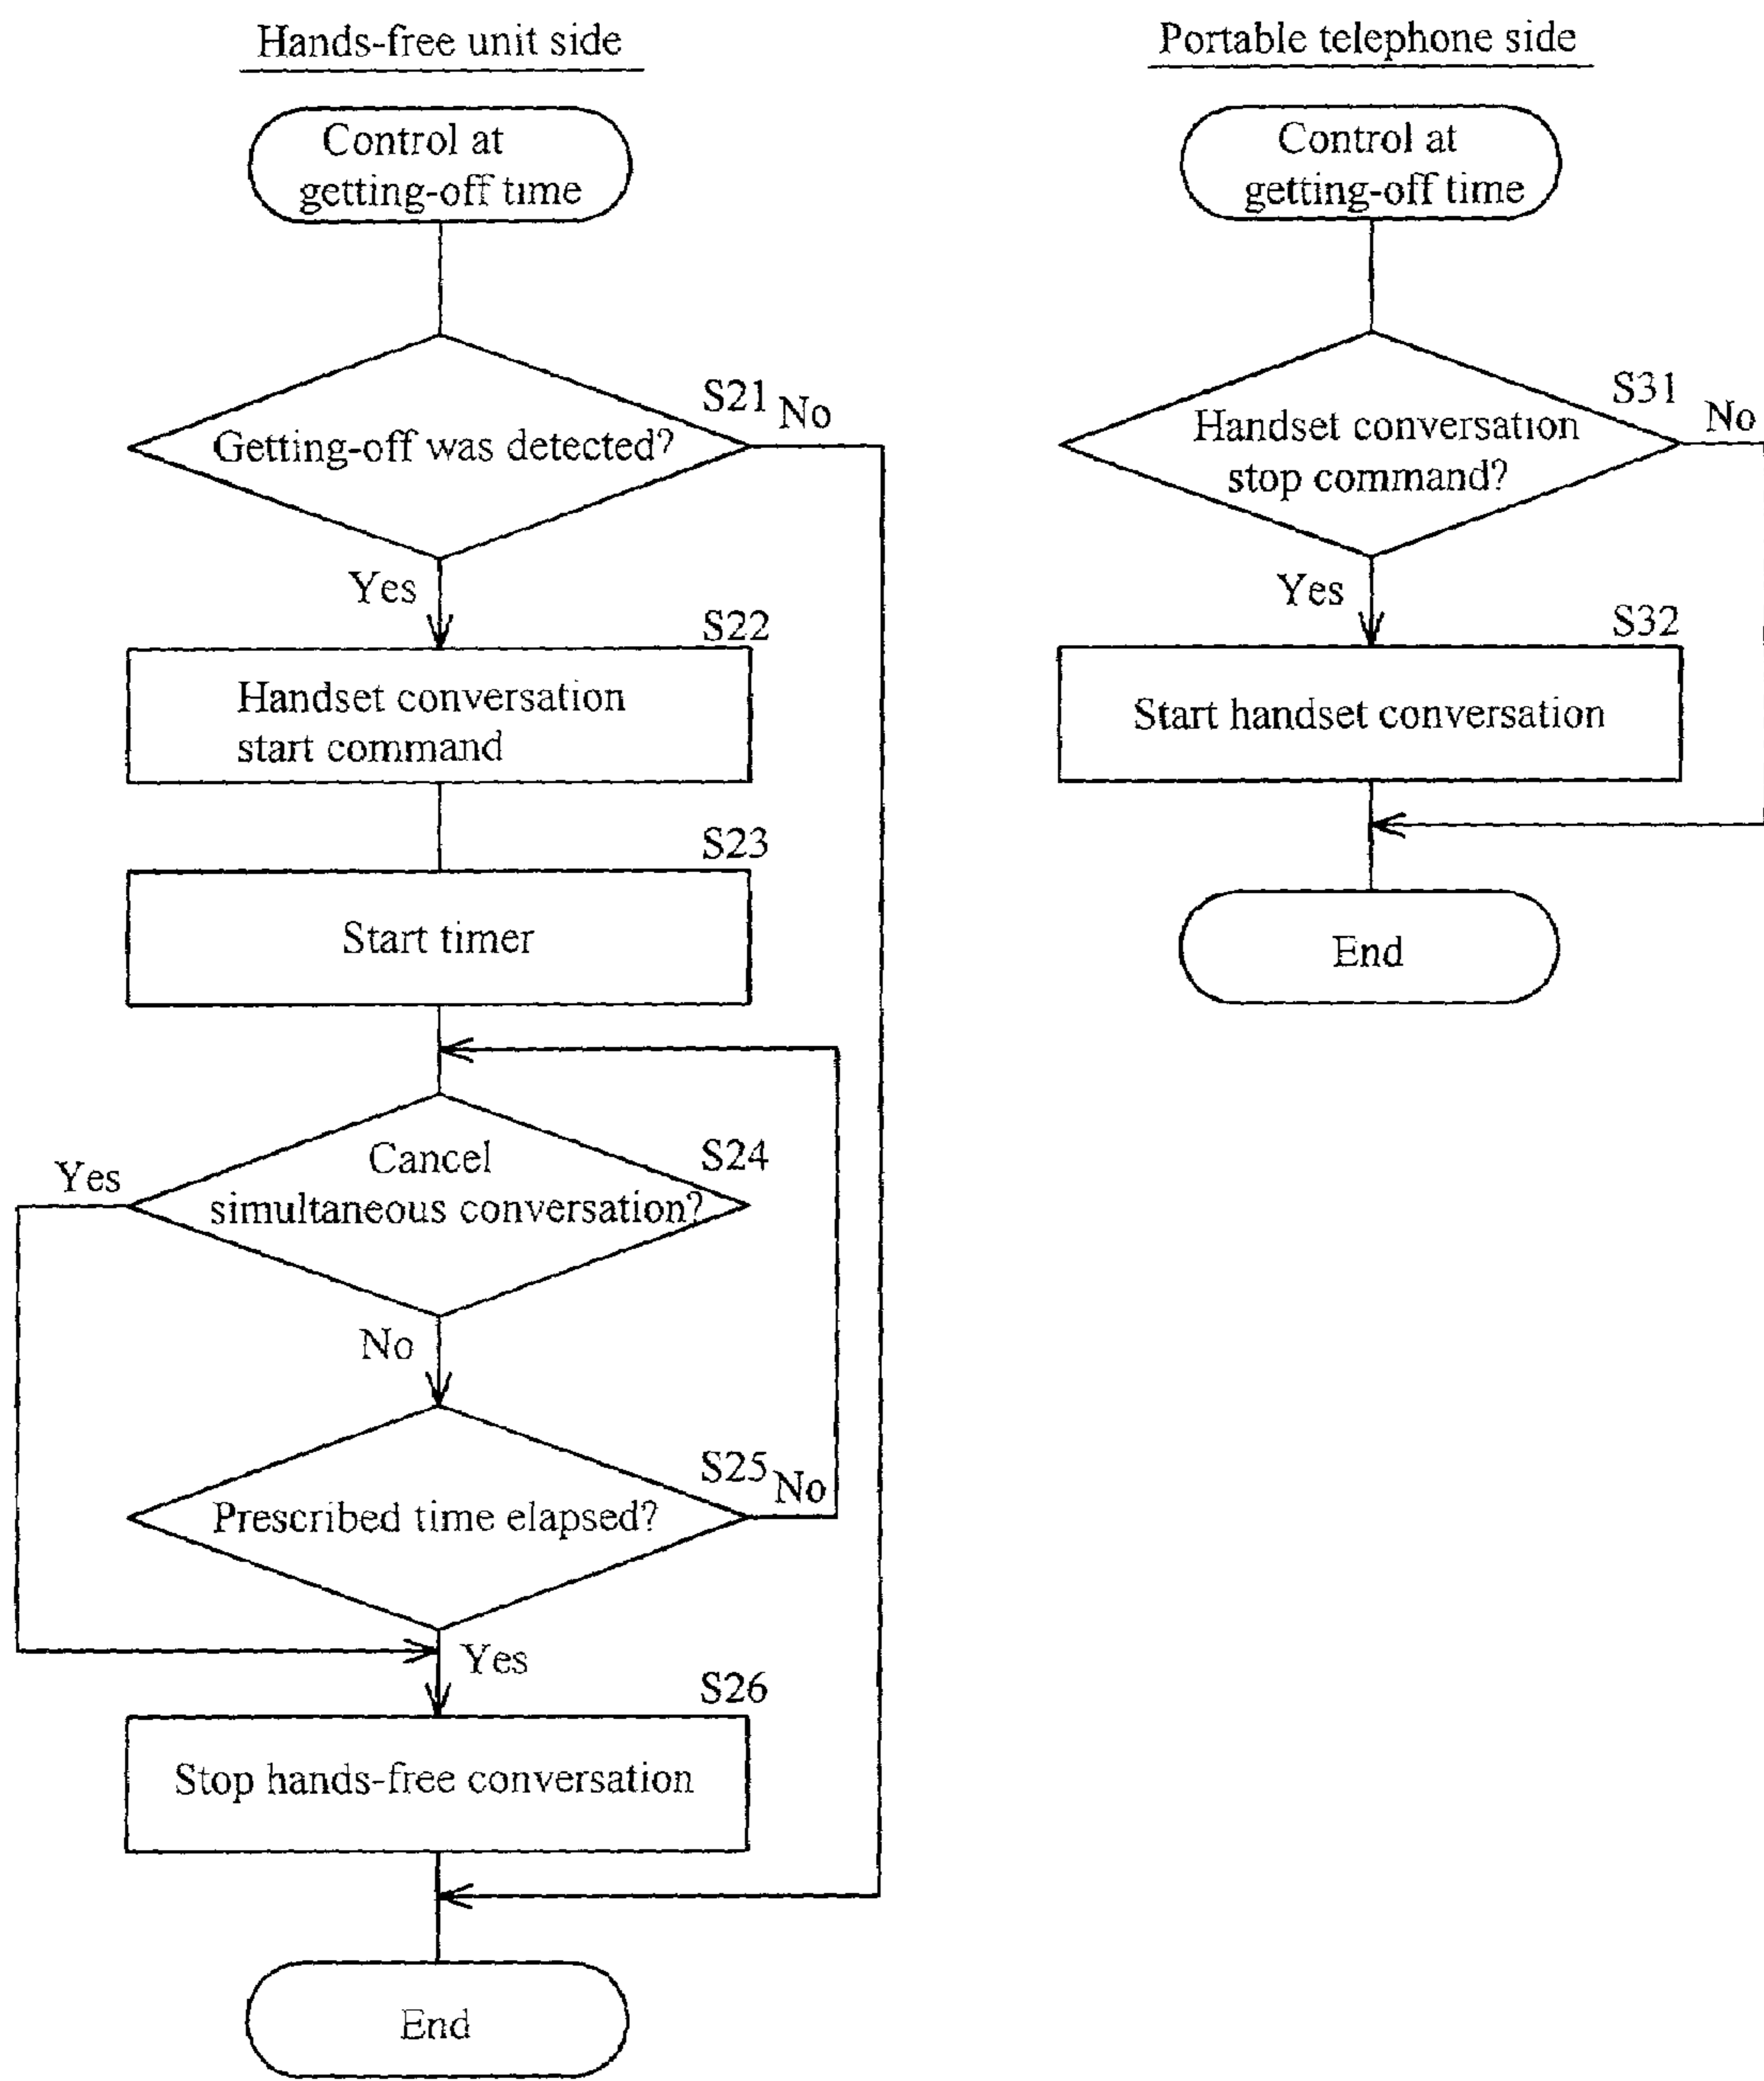 Hands-free unit side
Control at
getting-off time
S21
No
Getting-off was detected?
Yes
S22
Handset conversation
start command
S23
Start timer
S24
Yes
Cancel
simultaneous conversation?
No
S25
No
Prescribed time elapsed?
Yes
S26
Stop hands-free conversation
End
Portable telephone side
Control at
getting-off time
S31
No
Handset conversation
stop command?
Yes
S32
Start handset conversation
End